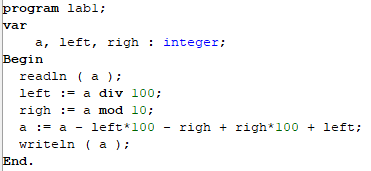 program lab1;
var
    a, left, righ : integer;
Begin
  readln ( a );
  left := a div 100;
  righ := a mod 10;
  a := a - left*100 - righ + righ*100 + left;
  writeln ( a );
End.